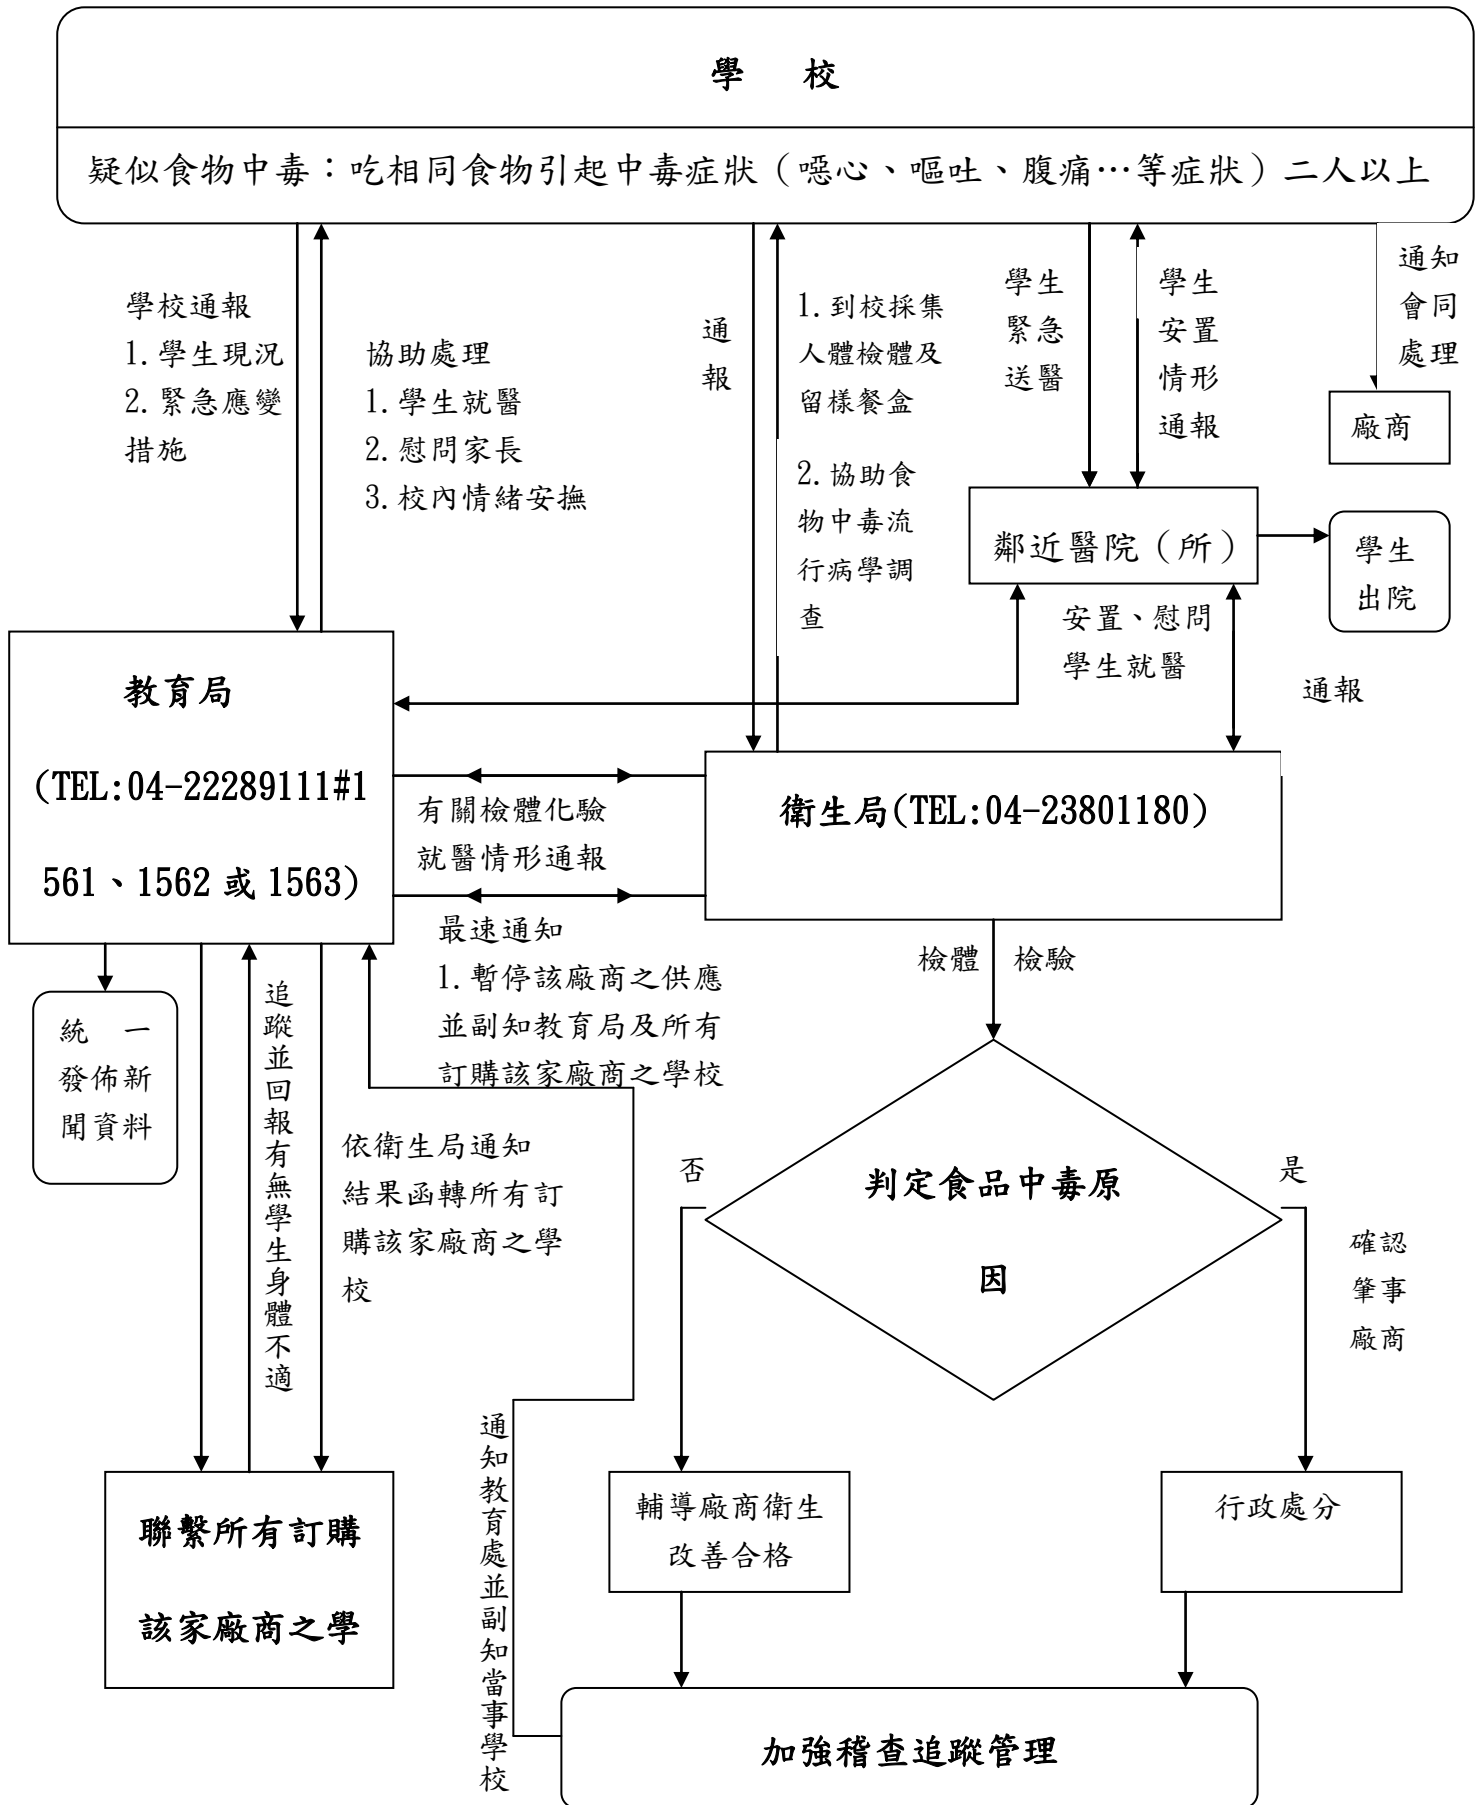 學 校
疑似食物中毒：吃相同食物引起中毒症狀（噁心、嘔吐、腹痛…等症狀）二人以上
學校通報
1.學生現況
2.緊急應變
措施
協助處理
1.學生就醫
2.慰問家長
3.校內情緒安撫
通
報
1.到校採集
人體檢體及
留樣餐盒
2.協助食
物中毒流
行病學調
查
學生
緊急
送醫
學生
安置
情形
通報
通知
會同
處理
廠商
鄰近醫院（所）
學生
出院
安置、慰問
學生就醫
通報
教育局
(TEL:04-22289111#1
561、1562 或 1563)
有關檢體化驗
就醫情形通報
衛生局(TEL:04-23801180)
最速通知
1.暫停該廠商之供應
並副知教育局及所有
訂購該家廠商之學校
檢體 檢驗
統 一
發佈新
聞資料
追蹤並回報有無學生身體不適
依衛生局通知
結果函轉所有訂
購該家廠商之學
校
否
判定食品中毒原
因
是
確認
肇事
廠商
通知教育處並副知當事學校
聯繫所有訂購
該家廠商之學
輔導廠商衛生
改善合格
行政處分
加強稽查追蹤管理